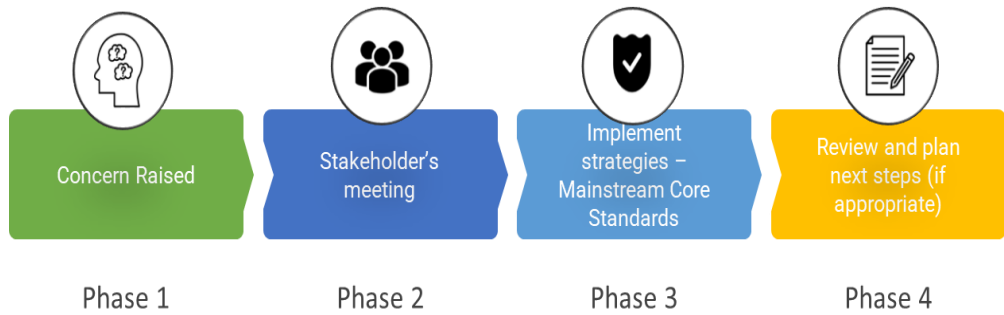 Concern Raised
Stakeholder's
meeting
Implement
strategies –
Mainstream Core
Standards
Review and plan
next steps (if
appropriate)
Phase 1
Phase 2
Phase 3
Phase 4